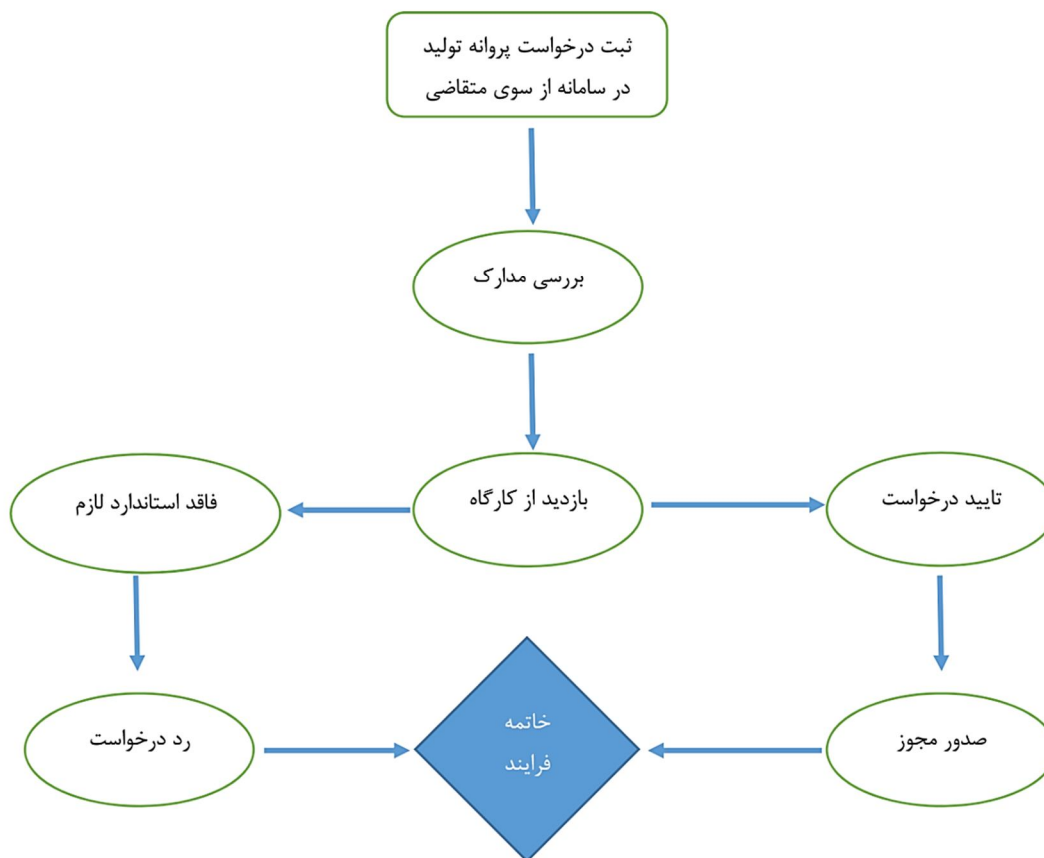 ثبت درخواست پروانه تولید
در سامانه از سوی متقاضی
بررسی مدارک
تایید درخواست
بازدید از کارگاه
فاقد استاندارد لازم
صدور مجوز
خاتمه
فرایند
رد درخواست